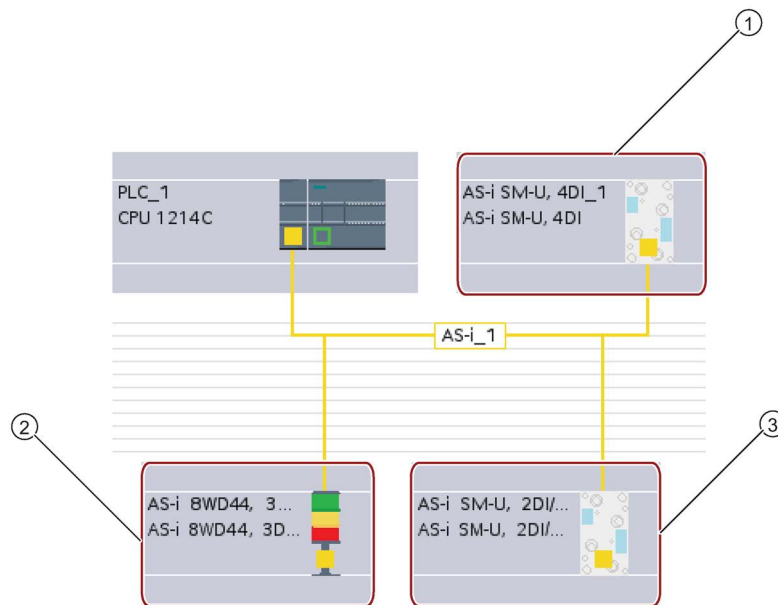 1
PLC_1
CPU 1214C
AS-i SM-U, 4DI_1
AS-i SM-U, 4DI
AS-i_1
2
3
AS-i 8WD44, 3...
AS-i 8WD44, 3D...
AS-i SM-U, 2DI/...
AS-i SM-U, 2DI/...